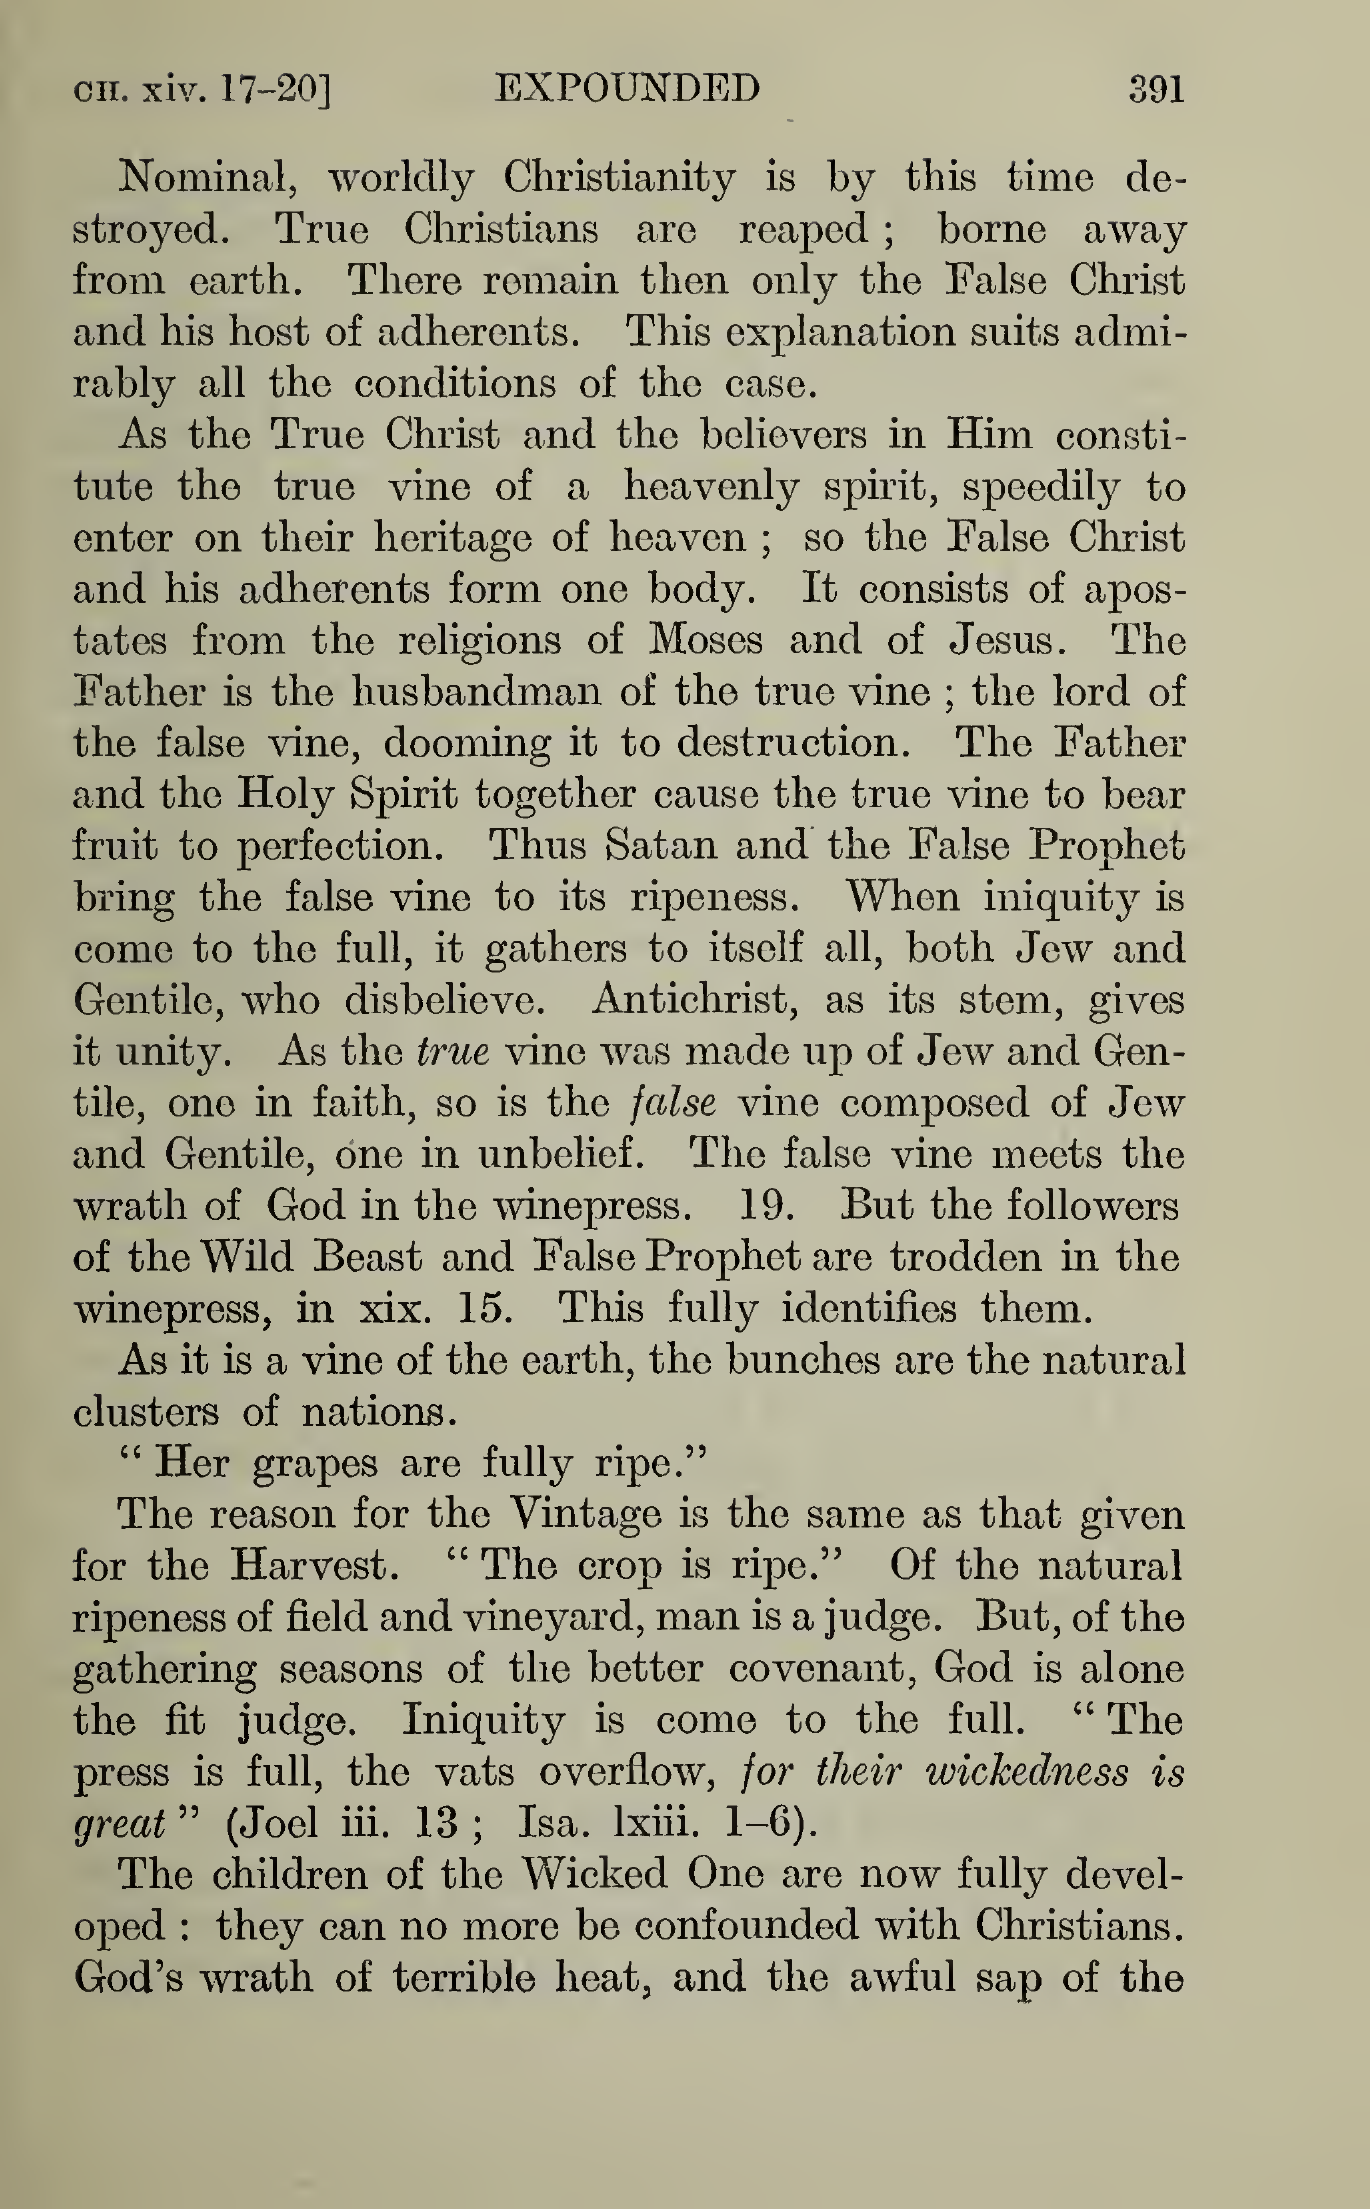 CH. xiv. 17–20] EXPOUNDED 391
Nominal, worldly Christianity is by this time de-
stroyed. True Christians are reaped ; borne away
from earth. There remain then only the False Christ
and his host of adherents. This explanation suits admi-
rably all the conditions of the case.
As the True Christ and the believers in Him consti-
tute the true vine of a heavenly spirit, speedily to
enter on their heritage of heaven ; so the False Christ
and his adherents form one body. It consists of apos-
tates from the religions of Moses and of Jesus. The
Father is the husbandman of the true vine ; the lord of
the false vine, dooming it to destruction. The Father
and the Holy Spirit together cause the true vine to bear
fruit to perfection. Thus Satan and the False Prophet
bring the false vine to its ripeness. When iniquity is
come to the full, it gathers to itself all, both Jew and
Gentile, who disbelieve. Antichrist, as its stem, gives
it unity. As the true vine was made up of Jew and Gen-
tile, one in faith, so is the false vine composed of Jew
and Gentile, one in unbelief. The false vine meets the
wrath of God in the winepress. 19. But the followers
of the Wild Beast and False Prophet are trodden in the
winepress, in xix. 15. This fully identifies them.
As it is a vine of the earth, the bunches are the natural
clusters of nations.
“ Her grapes are fully ripe.”
The reason for the Vintage is the same as that given
for the Harvest. “ The crop is ripe.” Of the natural
ripeness of field and vineyard, man is a judge. But, of the
gathering seasons of the better covenant, God is alone
the fit judge. Iniquity is come to the full. “ The
press is full, the vats overflow, for their wickedness is
great ” (Joel iii. 13 ; Isa. lxiii. 1–6).
The children of the Wicked One are now fully devel-
oped : they can no more be confounded with Christians.
God’s wrath of terrible heat, and the awful sap of the